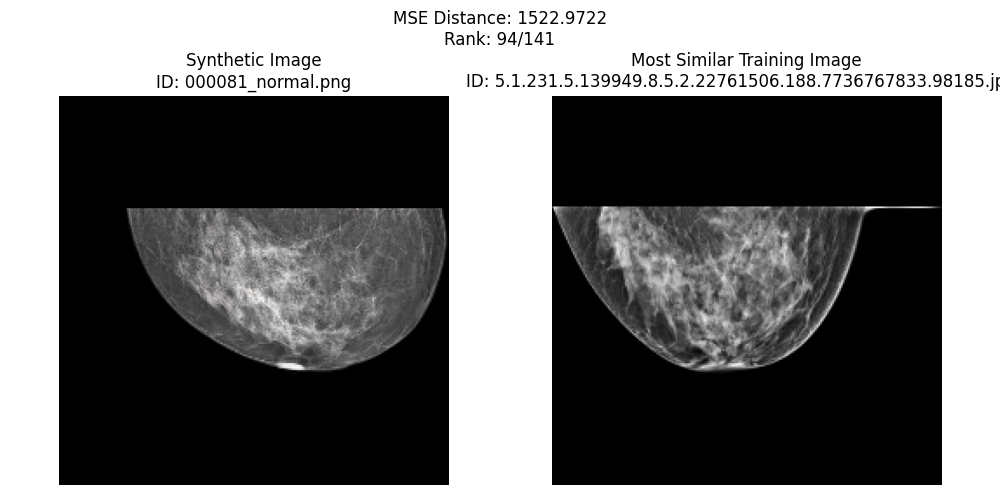 MSE Distance: 1522.9722
Rank: 94/141
Synthetic Image
ID: 000081_normal.png
Most Similar Training Image
ID: 5.1.231.5.139949.8.5.2.22761506.188.7736767833.98185.jp